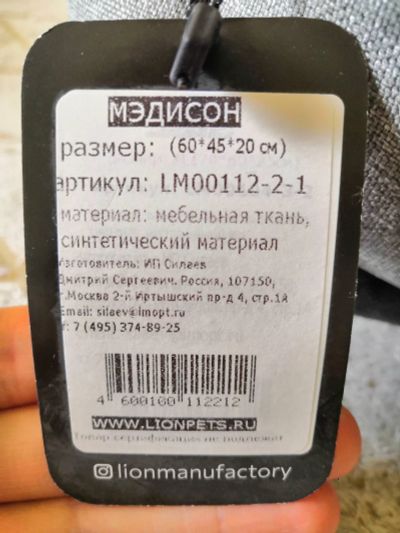 МЭДИСОН
размер: (60*45*20 см)
артикул: LM00112-2-1
материал: мебельная ткань,
синтетический материал
изготовитель: ИП Силаев
Дмитрий Сергеевич. Россия, 107150,
г.Москва 2-й Иртышский пр-д 4, стр.1А
Email: silaev@imopt.ru
т: 7 (495) 374-89-25
4 600100 112212
WWW.LIONPETS.RU
Товар сертификация не подлежит
lionmanufactory